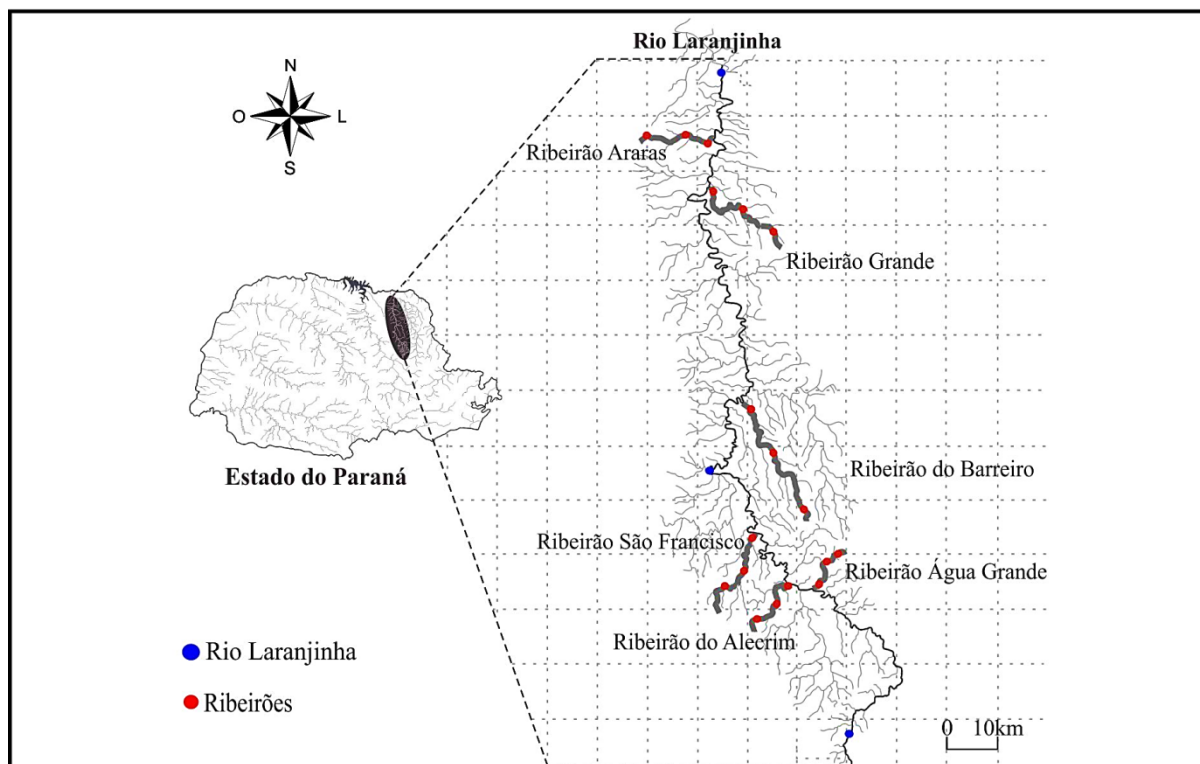 Rio Laranjinha
N
O
L
S
Ribeirão Araras
Ribeirão Grande
Estado do Paraná
Ribeirão do Barreiro
Ribeirão São Francisco
Ribeirão Água Grande
Ribeirão do Alecrim
Rio Laranjinha
Ribeirões
0 10km